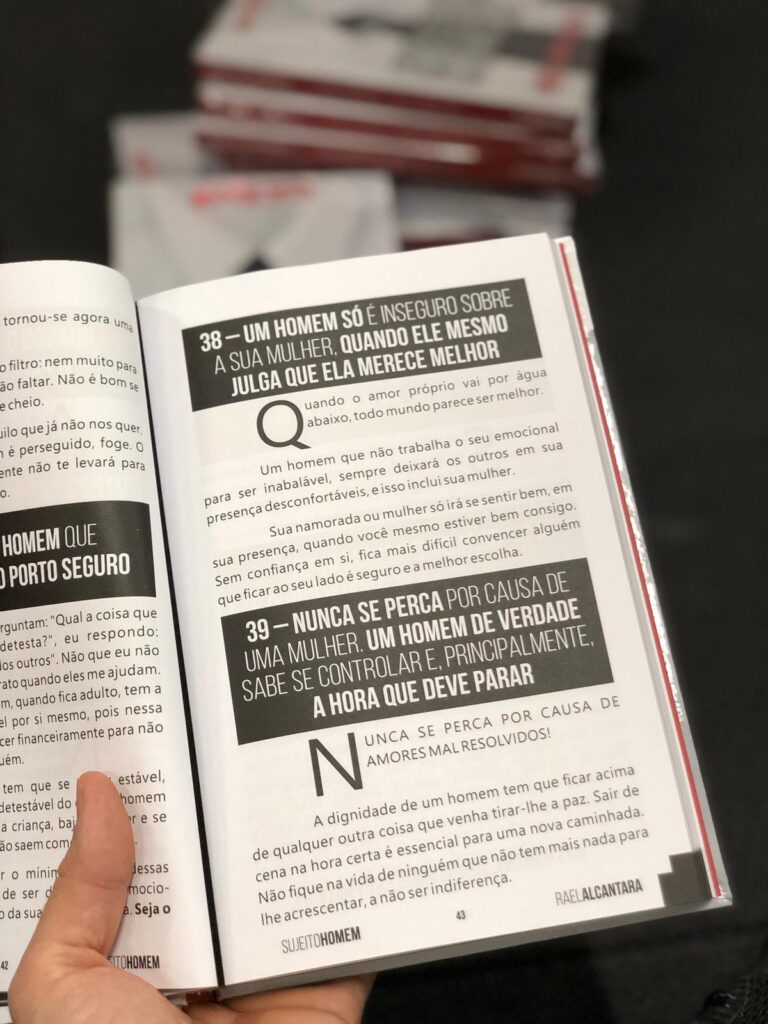 tornou-se agora uma
o filtro: nem muito para
ão faltar. Não é bom se
e cheio.
uilo que já não nos quer.
n é perseguido, foge. O
ente não te levará para
o.
HOMEM QUE
O PORTO SEGURO
rguntam: "Qual a coisa que
detesta?", eu respondo:
dos outros". Não que eu não
rato quando eles me ajudam.
m, quando fica adulto, tem a
el por si mesmo, pois nessa
cer financeiramente para não
uém.
tem que se estável,
detestável do homem
a criança, er e se
ão saem com
r o mínim dessas
de ser d mocio-
o da sua a. Seja o
42
ITOHOMEM
38 – UM HOMEM SÓ É INSEGURO SOBRE
A SUA MULHER, QUANDO ELE MESMO
JULGA QUE ELA MERECE MELHOR
Quando o amor próprio vai por água
abaixo, todo mundo parece ser melhor.
Um homem que não trabalha o seu emocional
para ser inabalável, sempre deixará os outros em sua
presença desconfortáveis, e isso inclui sua mulher.
Sua namorada ou mulher só irá se sentir bem, em
sua presença, quando você mesmo estiver bem consigo.
Sem confiança em si, fica mais difícil convencer alguém
que ficar ao seu lado é seguro e a melhor escolha.
39 – NUNCA SE PERCA POR CAUSA DE
UMA MULHER. UM HOMEM DE VERDADE
SABE SE CONTROLAR E, PRINCIPALMENTE,
A HORA QUE DEVE PARAR
NUNCA SE PERCA POR CAUSA DE
AMORES MAL RESOLVIDOS!
A dignidade de um homem tem que ficar acima
de qualquer outra coisa que venha tirar-lhe a paz. Sair de
cena na hora certa é essencial para uma nova caminhada.
Não fique na vida de ninguém que não tem mais nada para
lhe acrescentar, a não ser indiferença.
SUJEITOHOMEM
43
RAELALCANTARA